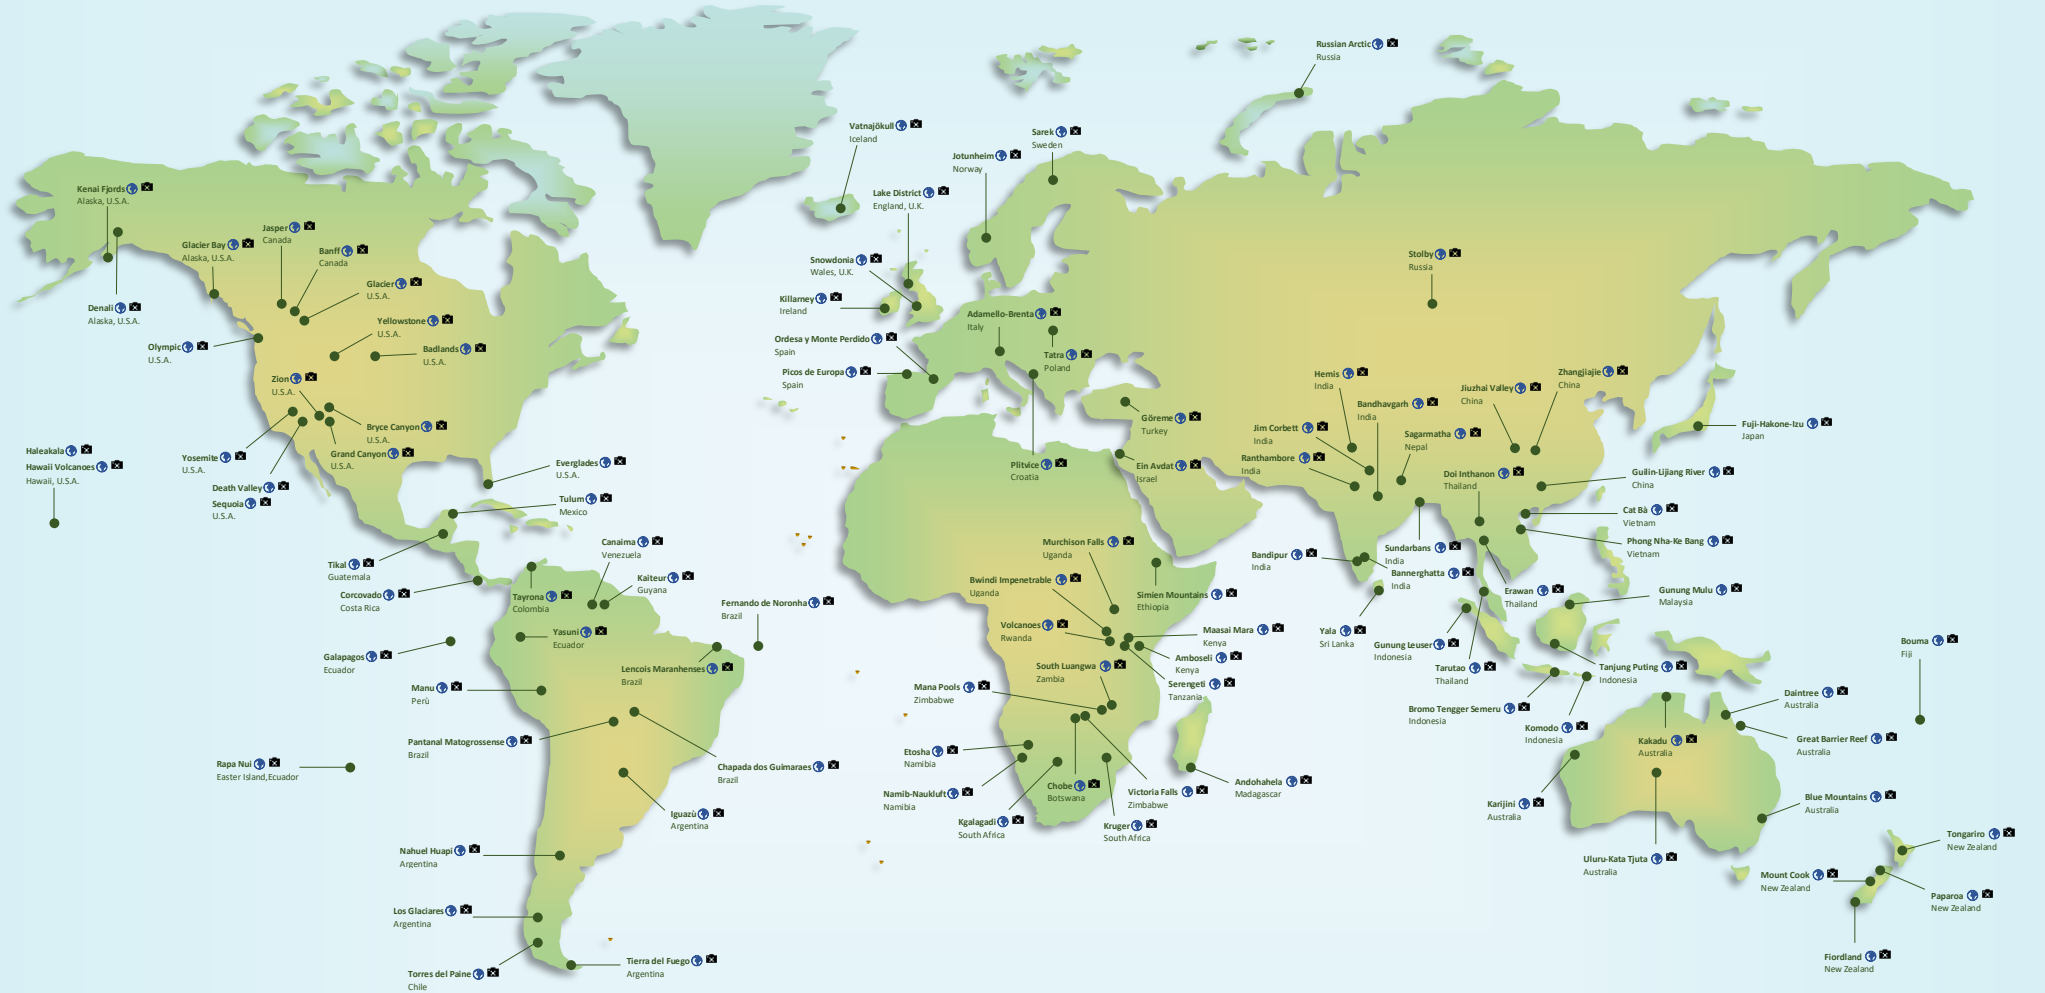 Russian Arctic
Russia
Vatnajökull
Iceland
Sarek
Sweden
Jotunheim
Norway
Lake District
England, U.K.
Kenai Fjords
Alaska, U.S.A.
Jasper
Canada
Glacier Bay
Alaska, U.S.A.
Banff
Canada
Glacier
U.S.A.
Denali
Alaska, U.S.A.
Yellowstone
U.S.A.
Olympic
U.S.A.
Badlands
U.S.A.
Zion
U.S.A.
Bryce Canyon
U.S.A.
Grand Canyon
U.S.A.
Yosemite
U.S.A.
Death Valley
Sequoia
U.S.A.
Haleakala
Hawaii Volcanoes
Hawaii, U.S.A.
Everglades
U.S.A.
Tulum
Mexico
Tikal
Guatemala
Corcovado
Costa Rica
Canaima
Venezuela
Kaiteur
Guyana
Tayrona
Colombia
Yasuni
Ecuador
Fernando de Noronha
Brazil
Galapagos
Ecuador
Lencois Maranhenses
Brazil
Manu
Perù
Pantanal Matogrossense
Brazil
Chapada dos Guimaraes
Brazil
Rapa Nui
Easter Island,Ecuador
Iguazù
Argentina
Nahuel Huapi
Argentina
Los Glaciares
Argentina
Torres del Paine
Chile
Tierra del Fuego
Argentina
Snowdonia
Wales, U.K.
Killarney
Ireland
Adamello-Brenta
Italy
Ordesa y Monte Perdido
Spain
Tatra
Poland
Picos de Europa
Spain
Göreme
Turkey
Plitvice
Croatia
Ein Avdat
Israel
Stolby
Russia
Hemis
India
Bandhavgarh
India
Jiuzhai Valley
China
Zhangjiajie
China
Jim Corbett
India
Sagarmatha
Nepal
Fuji-Hakone-Izu
Japan
Ranthambore
India
Doi Inthanon
Thailand
Guilin-Lijiang River
China
Cat Bà
Vietnam
Phong Nha-Ke Bang
Vietnam
Murchison Falls
Uganda
Bwindi Impenetrable
Uganda
Simien Mountains
Ethiopia
Bandipur
India
Sundarbans
India
Bannerghatta
India
Erawan
Thailand
Gunung Mulu
Malaysia
Volcanoes
Rwanda
Maasai Mara
Kenya
Yala
Sri Lanka
Gunung Leuser
Indonesia
Bouma
Fiji
South Luangwa
Zambia
Amboseli
Kenya
Serengeti
Tanzania
Tarutao
Thailand
Tanjung Puting
Indonesia
Mana Pools
Zimbabwe
Bromo Tengger Semeru
Indonesia
Komodo
Indonesia
Daintree
Australia
Kakadu
Australia
Great Barrier Reef
Australia
Etosha
Namibia
Namib-Naukluft
Namibia
Chobe
Botswana
Victoria Falls
Zimbabwe
Andohahela
Madagascar
Kgalagadi
South Africa
Kruger
South Africa
Karijini
Australia
Blue Mountains
Australia
Uluru-Kata Tjuta
Australia
Tongariro
New Zealand
Mount Cook
New Zealand
Paparoa
New Zealand
Fiordland
New Zealand